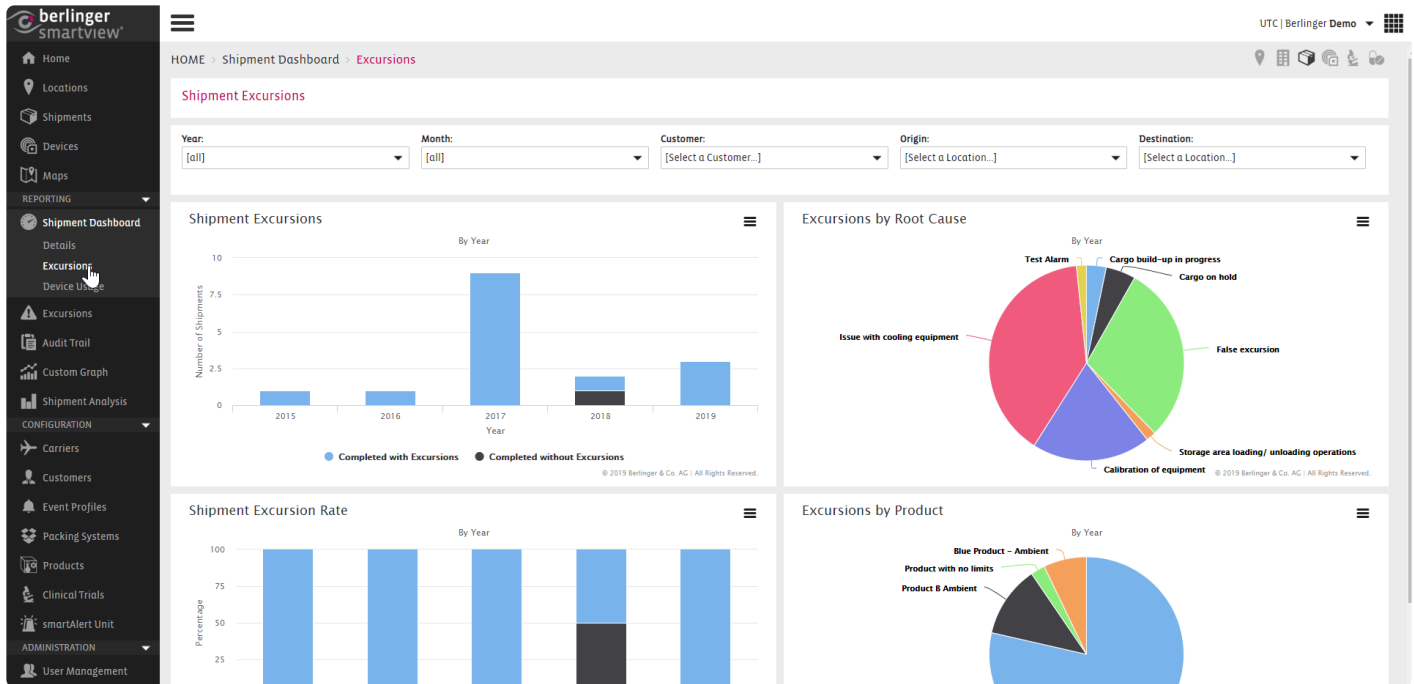 berlinger
smartview
UTC | Berlinger Demo
Home
Locations
Shipments
Devices
Maps
REPORTING
Shipment Dashboard
Details
Excursions
Device Usage
Excursions
Audit Trail
Custom Graph
Shipment Analysis
CONFIGURATION
Carriers
Customers
Event Profiles
Packing Systems
Products
Clinical Trials
smartAlert Unit
ADMINISTRATION
User Management
HOME > Shipment Dashboard > Excursions
Shipment Excursions
Year: Month: Customer: Origin: Destination:
[all] [all] [Select a Customer...] [Select a Location...] [Select a Location...]
Shipment Excursions
By Year
Number of Shipments
10
7.5
5
2.5
0
2015 2016 2017 2018 2019
Year
Completed with Excursions Completed without Excursions
© 2019 Berlinger & Co. AG | All Rights Reserved.
Excursions by Root Cause
By Year
Test Alarm
Cargo build-up in progress
Cargo on hold
Issue with cooling equipment
False excursion
Storage area loading/ unloading operations
Calibration of equipment
© 2019 Berlinger & Co. AG | All Rights Reserved.
Shipment Excursion Rate
By Year
Percentage
100
75
50
25
Excursions by Product
By Year
Blue Product - Ambient
Product with no limits
Product B Ambient